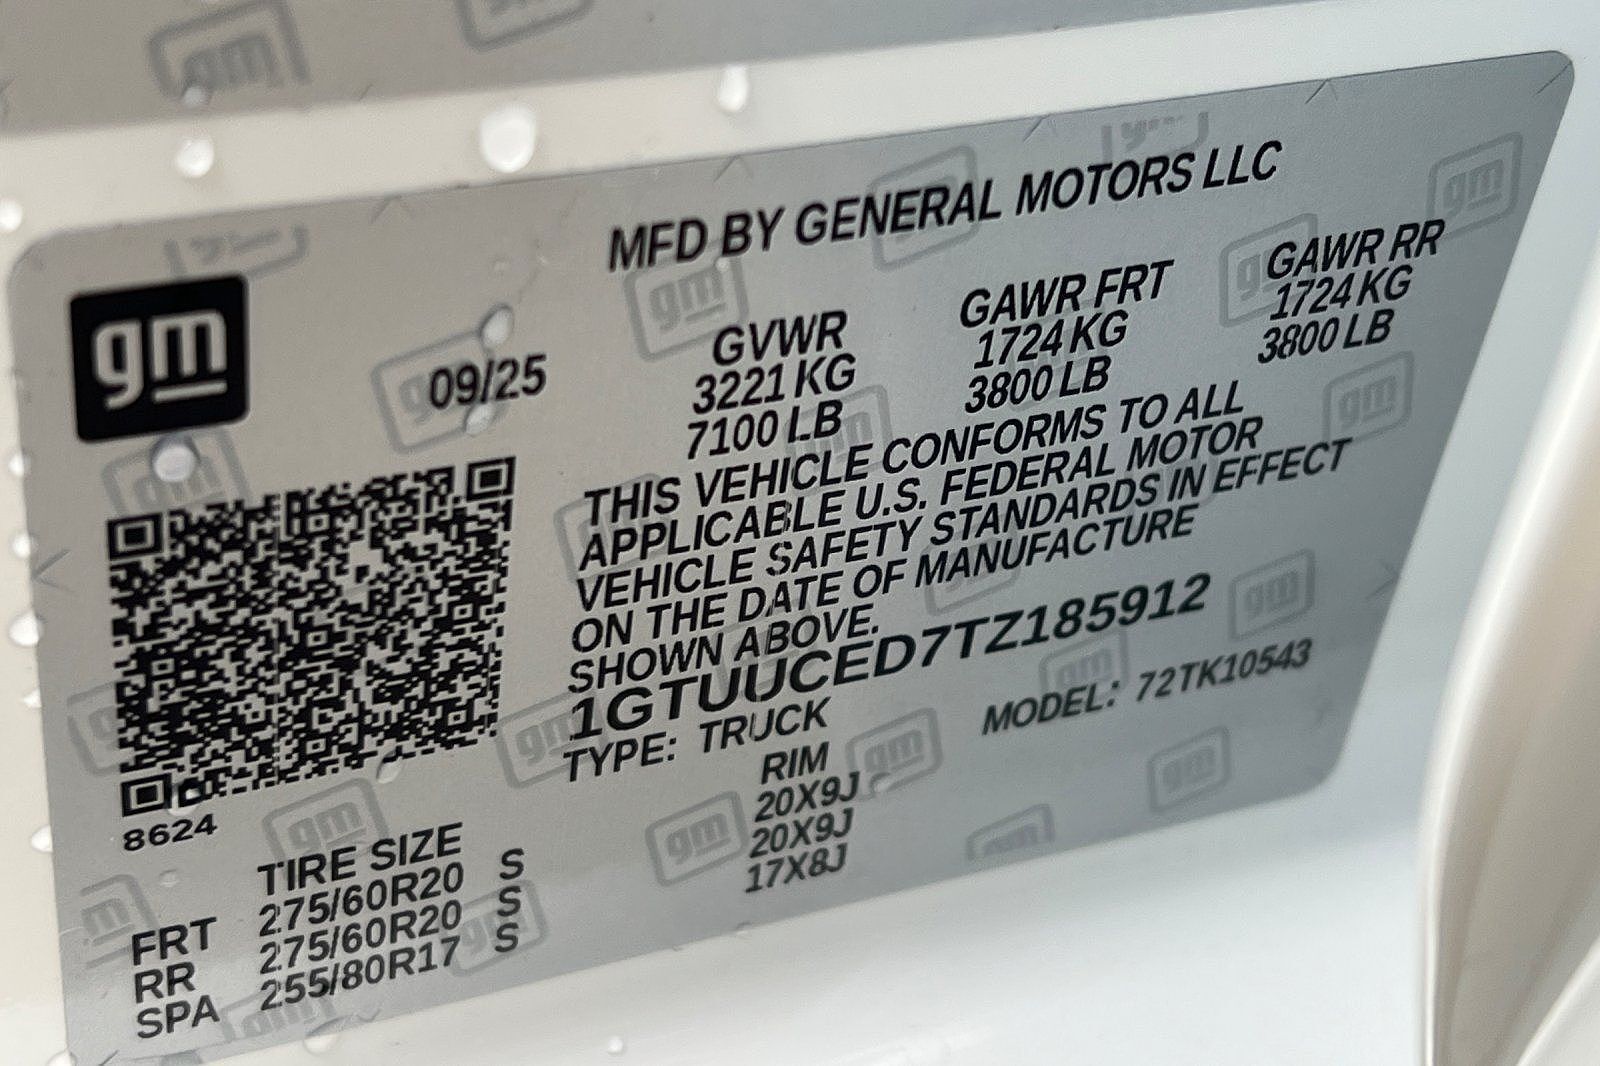 MFD BY GENERAL MOTORS LLC
gm
09/25
GVWR GAWR FRT GAWR RR
3221 KG 1724 KG 1724 KG
7100 LB 3800 LB 3800 LB
THIS VEHICLE CONFORMS TO ALL
APPLICABLE U.S. FEDERAL MOTOR
VEHICLE SAFETY STANDARDS IN EFFECT
ON THE DATE OF MANUFACTURE
SHOWN ABOVE.
1GTUUCED7TZ185912
TYPE: TRUCK MODEL: 72TK10543
8624
TIRE SIZE RIM
FRT 275/60R20 S 20X9J
RR 275/60R20 S 20X9J
SPA 255/80R17 S 17X8J